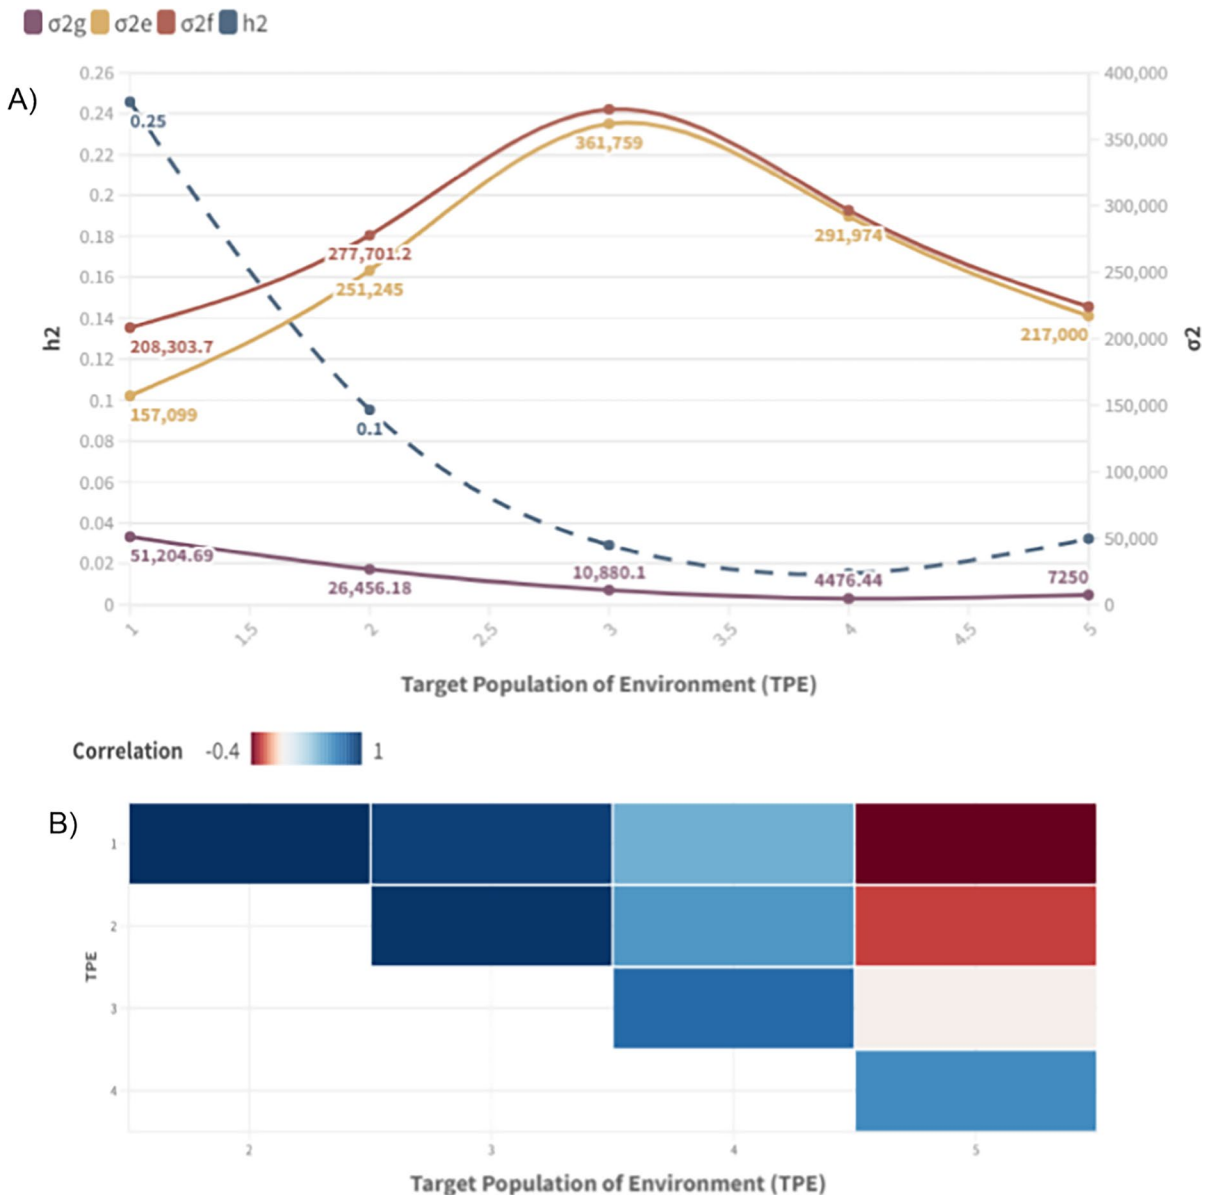 σ2g σ2e σ2f h2
A)
0.26 400,000
0.24 350,000
0.22 300,000
0.2 250,000
0.18 200,000
0.16 150,000
0.14 100,000
0.12 50,000
0.1 0
0.08
0.06
0.04
0.02
0
h2
σ2
0.25
361,759
291,974
277,701.2
251,245
208,303.7
217,000
157,099
0.1
51,204.69
26,456.18
10,880.1
4476.44
7250
1 1.5 2 2.5 3 3.5 4 4.5 5
Target Population of Environment (TPE)
Correlation -0.4 1
B)
1
2
3
4
TPE
2 3 4 5
Target Population of Environment (TPE)